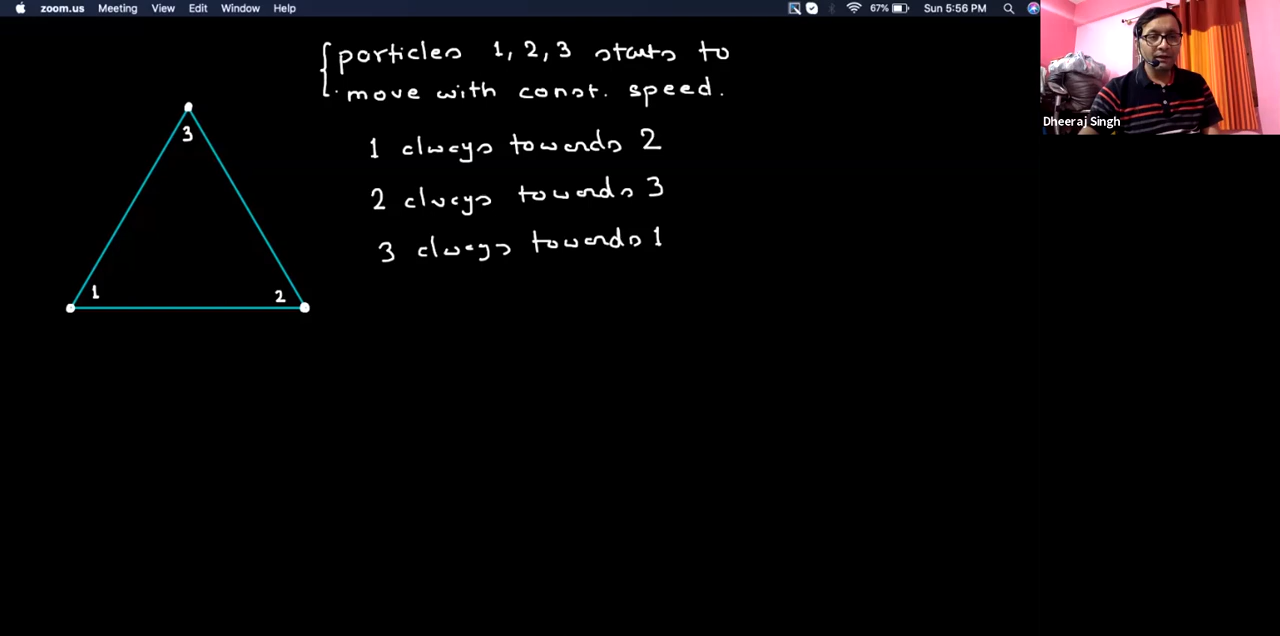 zoom.us Meeting View Edit Window Help 67% Sun 5:56 PM
Dheeraj Singh
particles 1, 2, 3 starts to
move with const. speed.
1 always towards 2
2 always towards 3
3 always towards 1
3
1 2